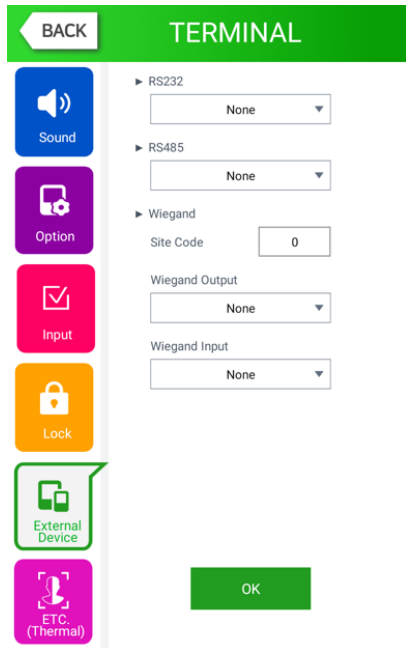 BACK
TERMINAL
Sound
Option
Input
Lock
External
Device
ETC.
(Thermal)
► RS232
None
► RS485
None
► Wiegand
Site Code 0
Wiegand Output
None
Wiegand Input
None
OK